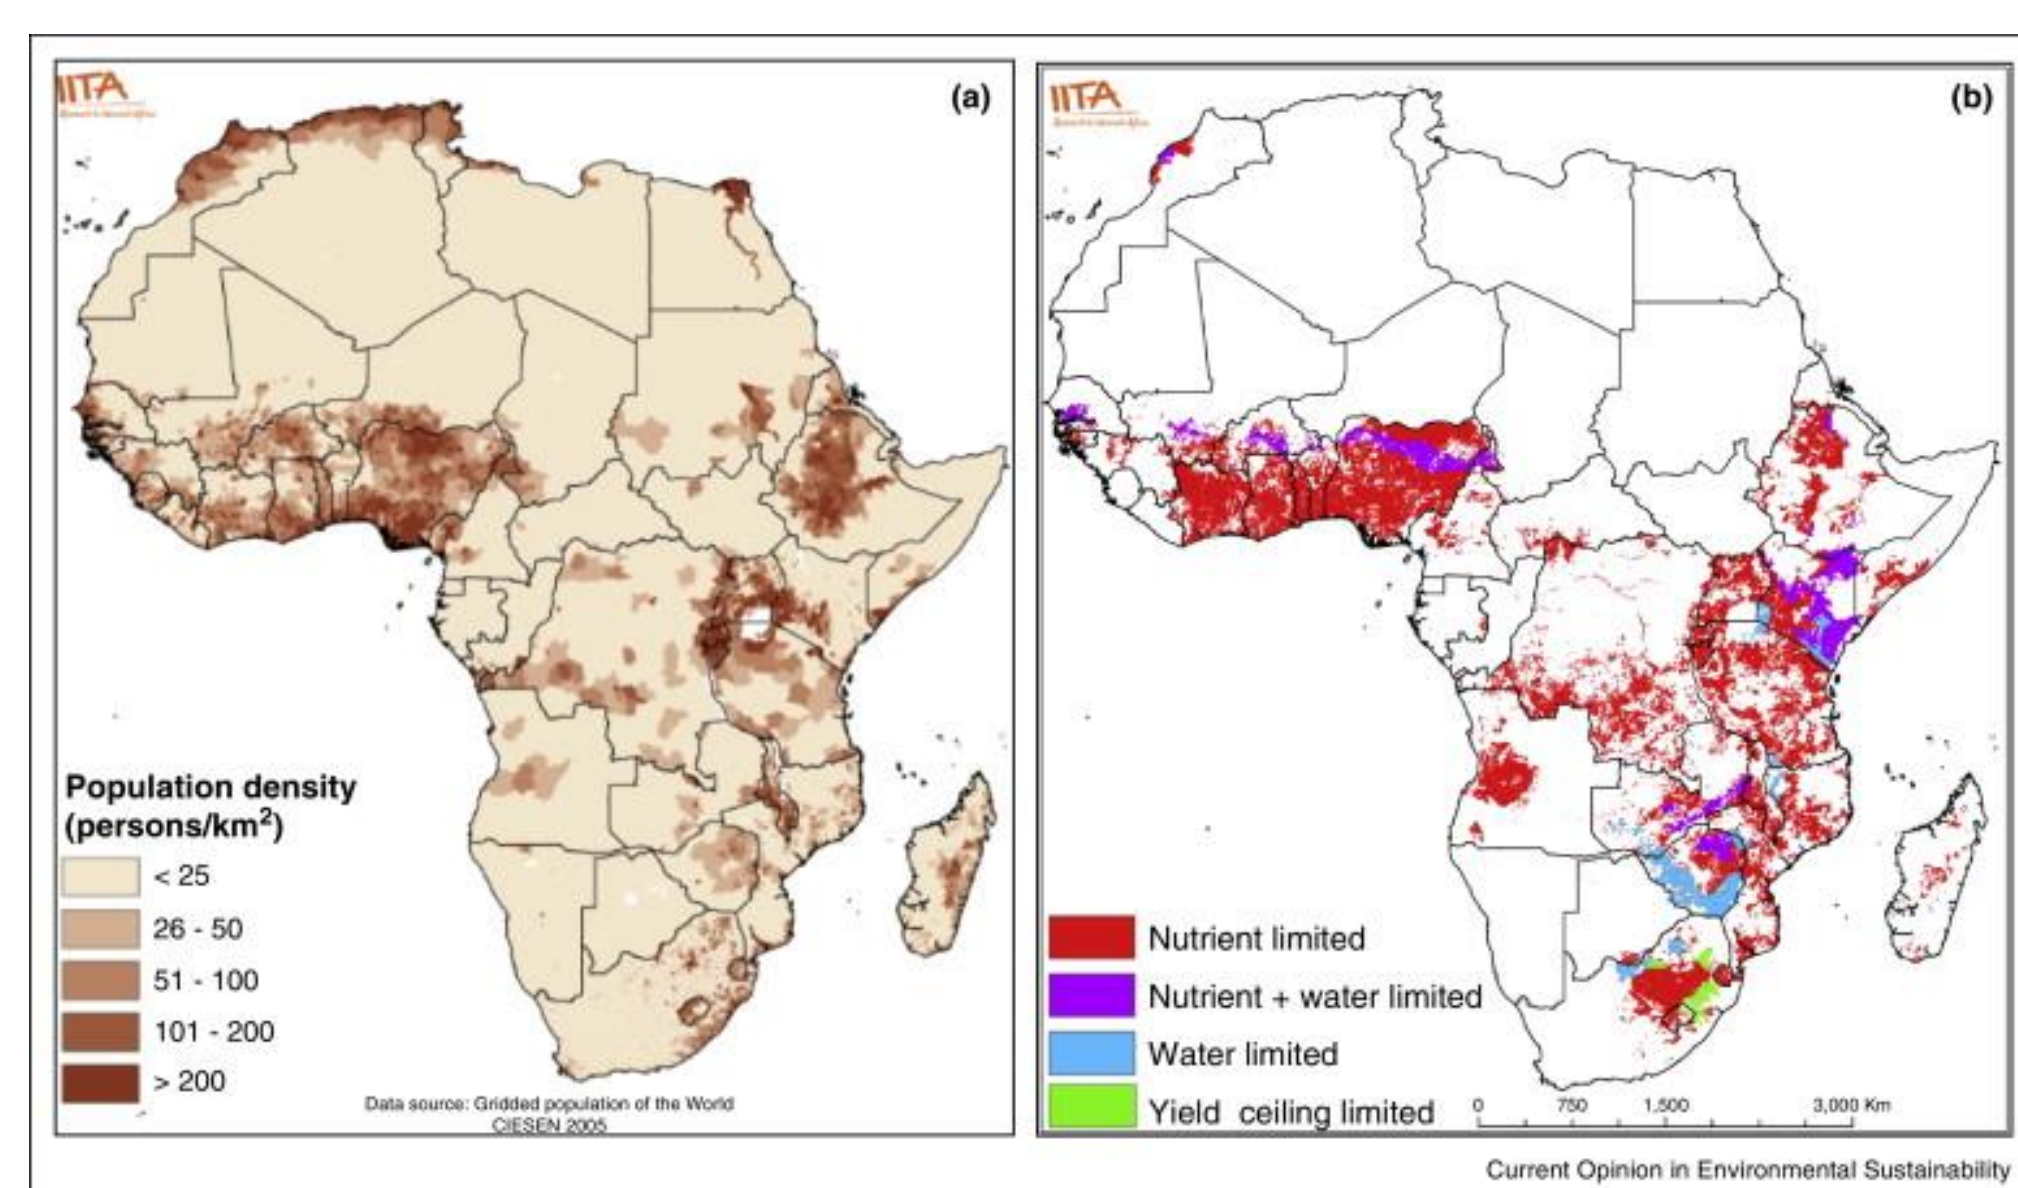 IITA
(a)
Population density
(persons/km²)
< 25
26 - 50
51 - 100
101 - 200
> 200
Data source: Gridded population of the World
CIESEN 2005
IITA
(b)
Nutrient limited
Nutrient + water limited
Water limited
Yield ceiling limited
0 750 1,500 3,000 Km
Current Opinion in Environmental Sustainability